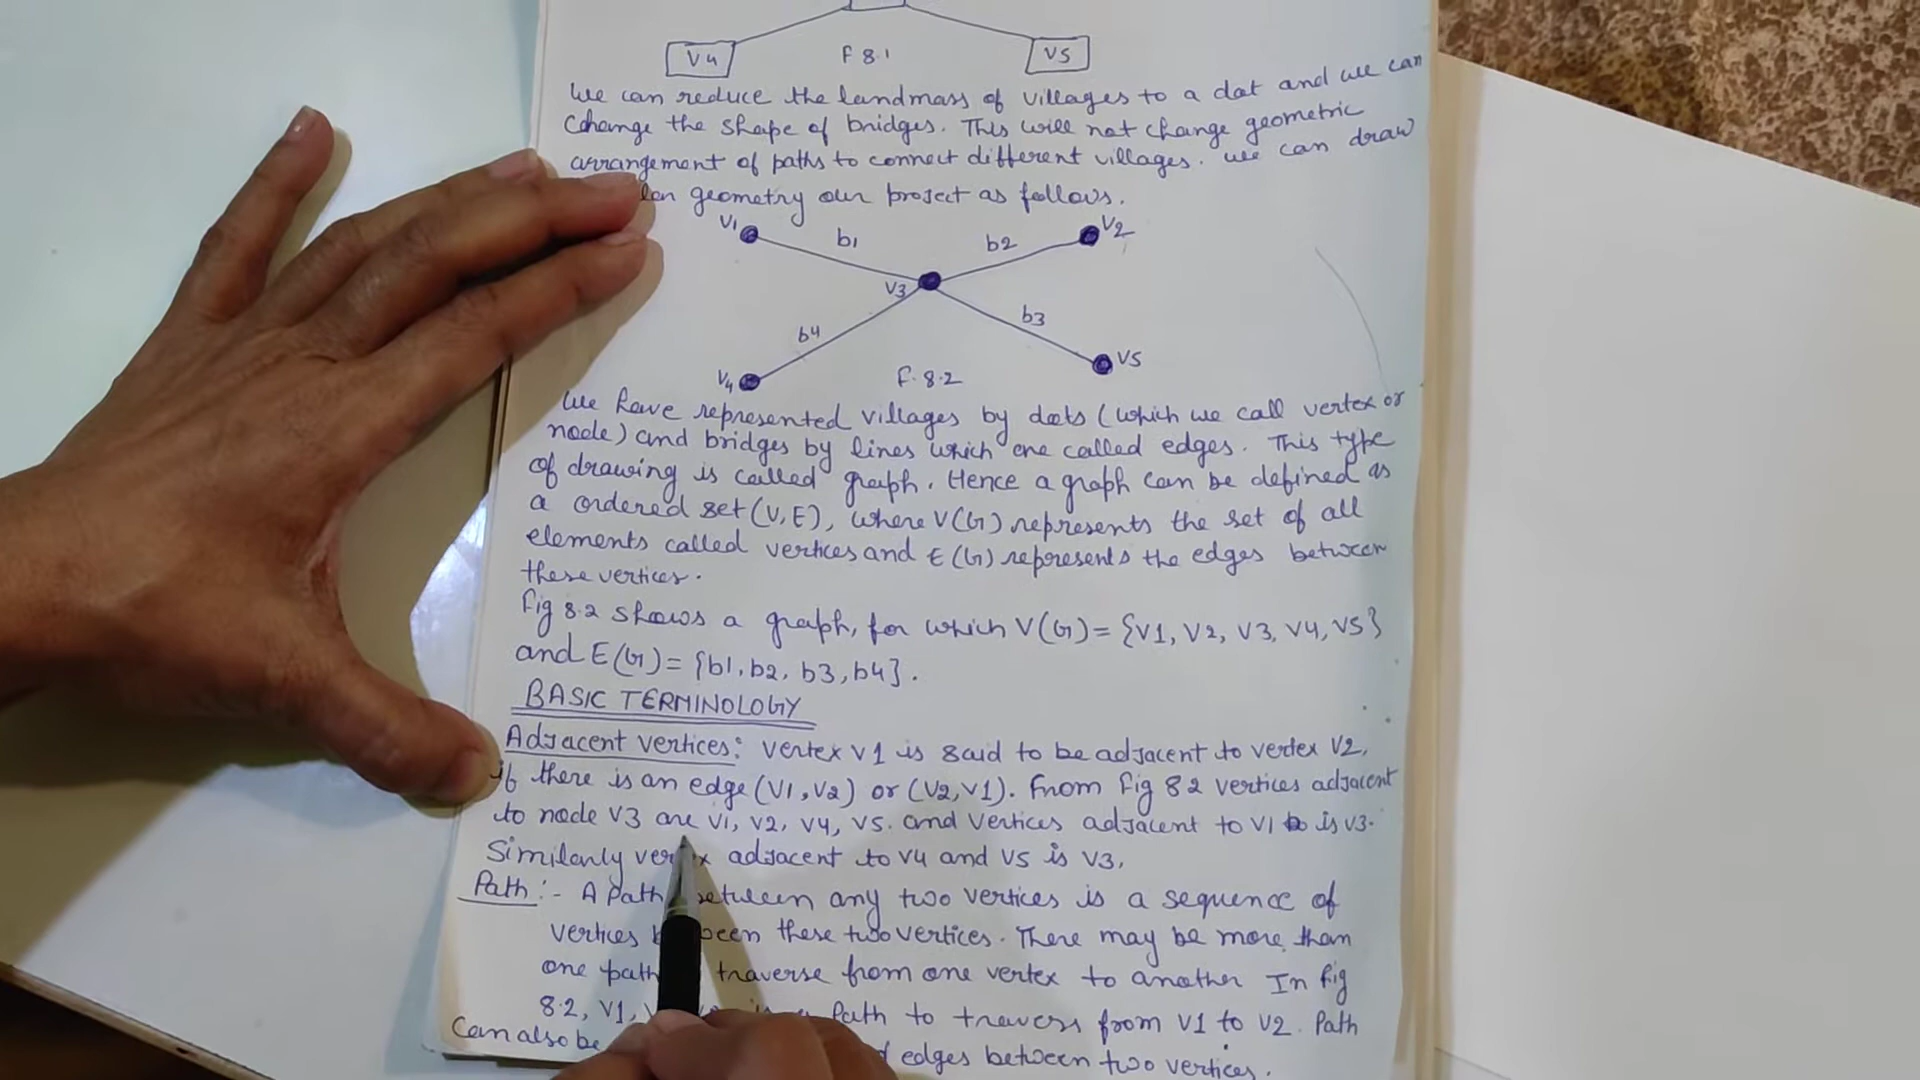 V4
F 8.1
V5
We can reduce the landmass of villages to a dot and we can
change the shape of bridges. This will not change geometric
arrangement of paths to connect different villages. We can draw
geometry our project as follows.
V1
b1
b2
V2
V3
b4
b3
V4
F. 8.2
V5
We have represented villages by dots (which we call vertex or
node) and bridges by lines which are called edges. This type
of drawing is called graph. Hence a graph can be defined as
a ordered set (V, E), where V(G) represents the set of all
elements called vertices and E(G) represents the edges between
these vertices.
Fig 8.2 shows a graph, for which V(G) = {V1, V2, V3, V4, V5}
and E(G) = {b1, b2, b3, b4}.
BASIC TERMINOLOGY
Adjacent vertices: Vertex V1 is said to be adjacent to vertex V2,
if there is an edge (V1, V2) or (V2, V1). From Fig 8 2 vertices adjacent
to node V3 are V1, V2, V4, V5. and vertices adjacent to V1 is V3.
Similarly adjacent to V4 and V5 is V3.
Path :- A Path between any two vertices is a sequence of
vertices these two vertices. There may be more than
one path traverse from one vertex to another In Fig
8.2, V1, Path to travers from V1 to V2. Path
Can also be edges between two vertices.